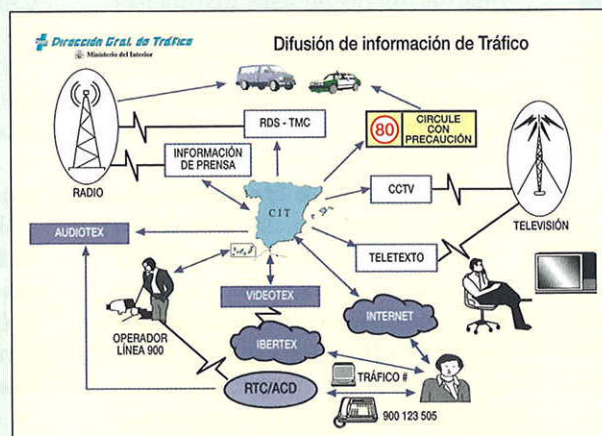 Dirección Gral. de Tráfico
Ministerio del Interior
Difusión de información de Tráfico
RADIO
RDS - TMC
INFORMACIÓN
DE PRENSA
80
CIRCULE
CON
PRECAUCIÓN
CIT
CCTV
TELEVISIÓN
AUDIOTEX
TELETEXTO
VIDEOTEX
INTERNET
OPERADOR
LÍNEA 900
IBERTEX
RTC/ACD
TRÁFICO #
900 123 505